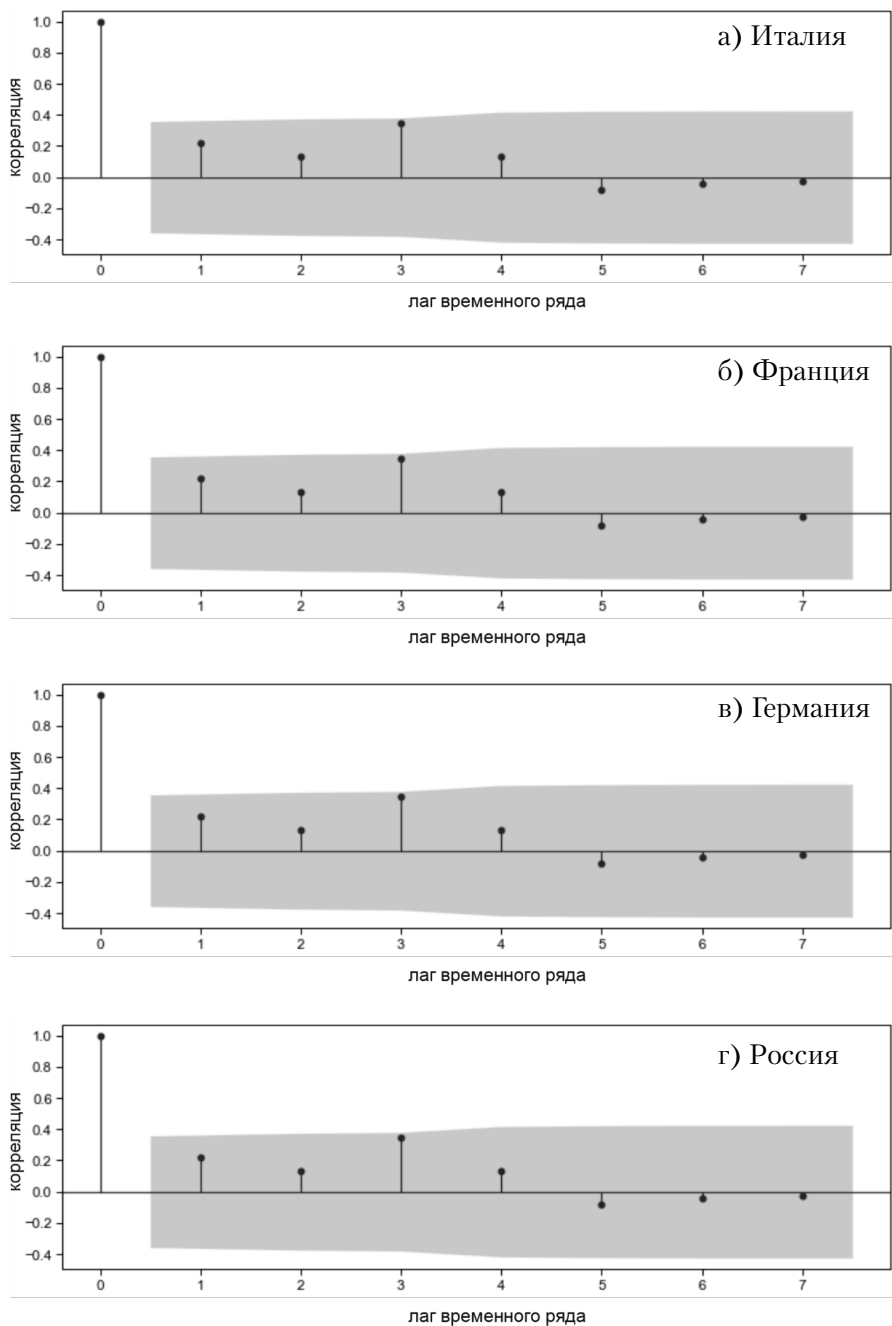 а) Италия
корреляция
1.0
0.8
0.6
0.4
0.2
0.0
−0.2
−0.4
0 1 2 3 4 5 6 7
лаг временного ряда
б) Франция
корреляция
1.0
0.8
0.6
0.4
0.2
0.0
−0.2
−0.4
0 1 2 3 4 5 6 7
лаг временного ряда
в) Германия
корреляция
1.0
0.8
0.6
0.4
0.2
0.0
−0.2
−0.4
0 1 2 3 4 5 6 7
лаг временного ряда
г) Россия
корреляция
1.0
0.8
0.6
0.4
0.2
0.0
−0.2
−0.4
0 1 2 3 4 5 6 7
лаг временного ряда